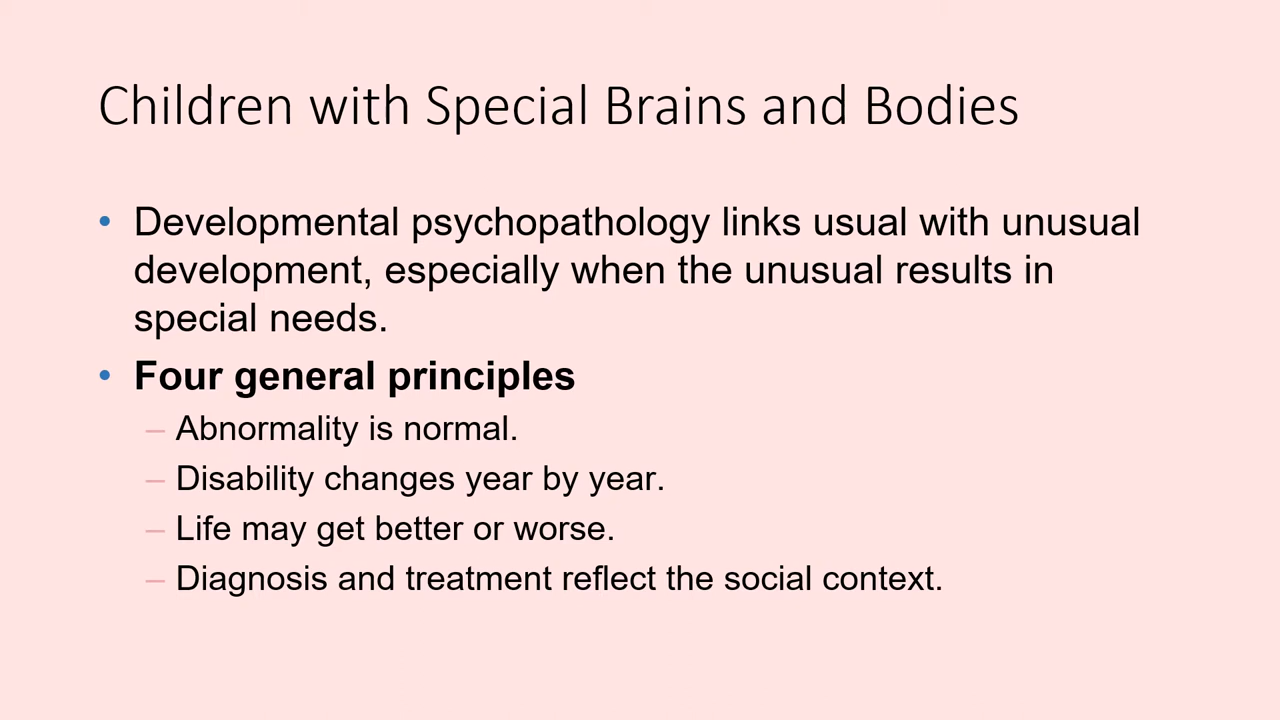 Children with Special Brains and Bodies
• Developmental psychopathology links usual with unusual
development, especially when the unusual results in
special needs.
• Four general principles
– Abnormality is normal.
– Disability changes year by year.
– Life may get better or worse.
– Diagnosis and treatment reflect the social context.